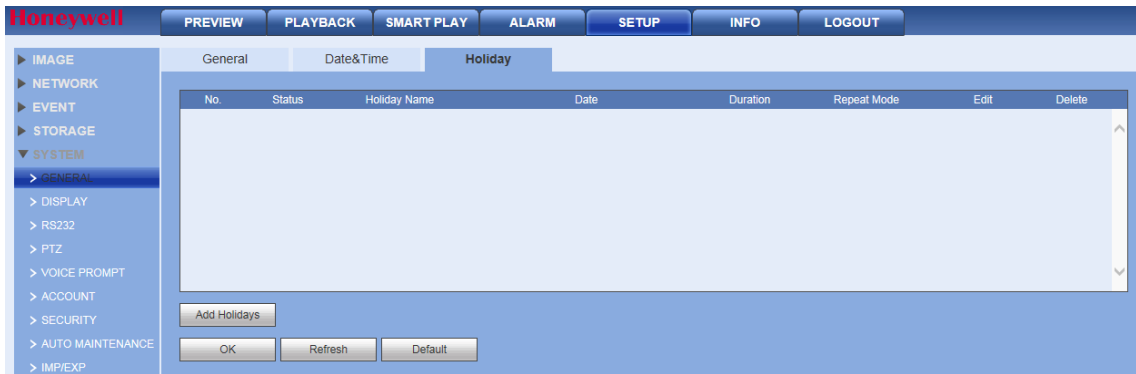 Honeywell
PREVIEW PLAYBACK SMART PLAY ALARM SETUP INFO LOGOUT
IMAGE
NETWORK
EVENT
STORAGE
SYSTEM
GENERAL
DISPLAY
RS232
PTZ
VOICE PROMPT
ACCOUNT
SECURITY
AUTO MAINTENANCE
IMP/EXP
General Date&Time Holiday
No. Status Holiday Name Date Duration Repeat Mode Edit Delete
Add Holidays
OK Refresh Default